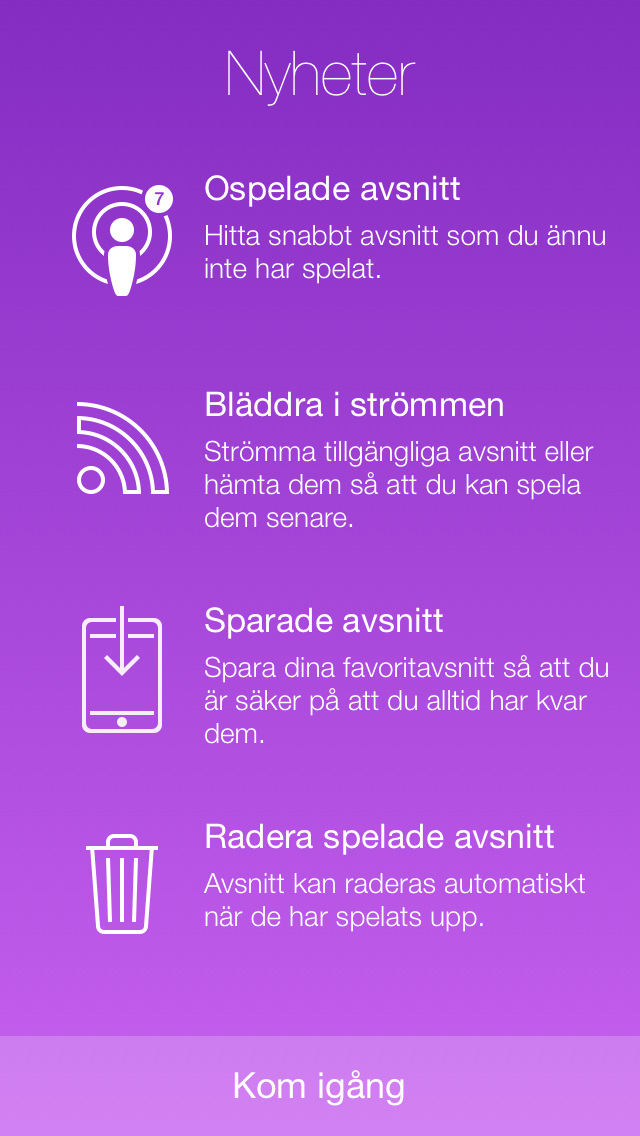 Nyheter
7
Ospelade avsnitt
Hitta snabbt avsnitt som du ännu
inte har spelat.
Bläddra i strömmen
Strömma tillgängliga avsnitt eller
hämta dem så att du kan spela
dem senare.
Sparade avsnitt
Spara dina favoritavsnitt så att du
är säker på att du alltid har kvar
dem.
Radera spelade avsnitt
Avsnitt kan raderas automatiskt
när de har spelats upp.
Kom igång